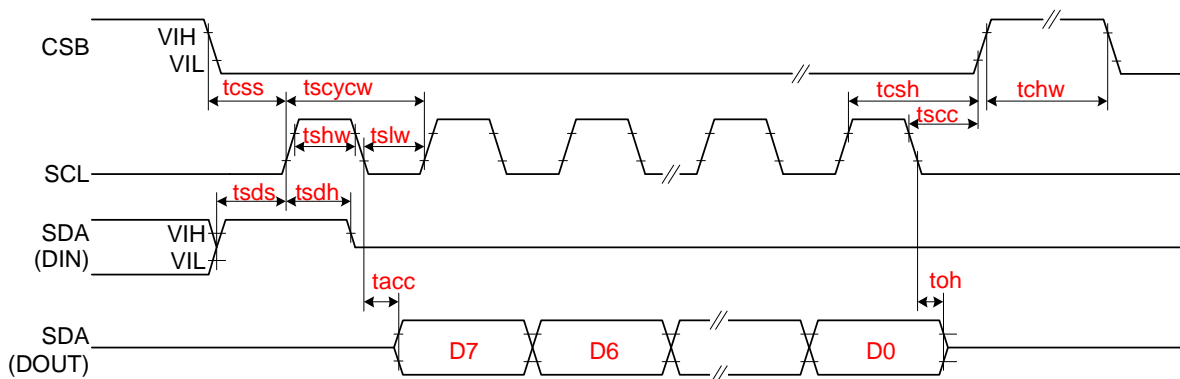 CSB
VIH
VIL
tcss
tscycw
tcsh
tchw
tscc
tshw
tslw
SCL
tsds
tsdh
SDA
(DIN)
VIH
VIL
tacc
toh
SDA
(DOUT)
D7
D6
D0